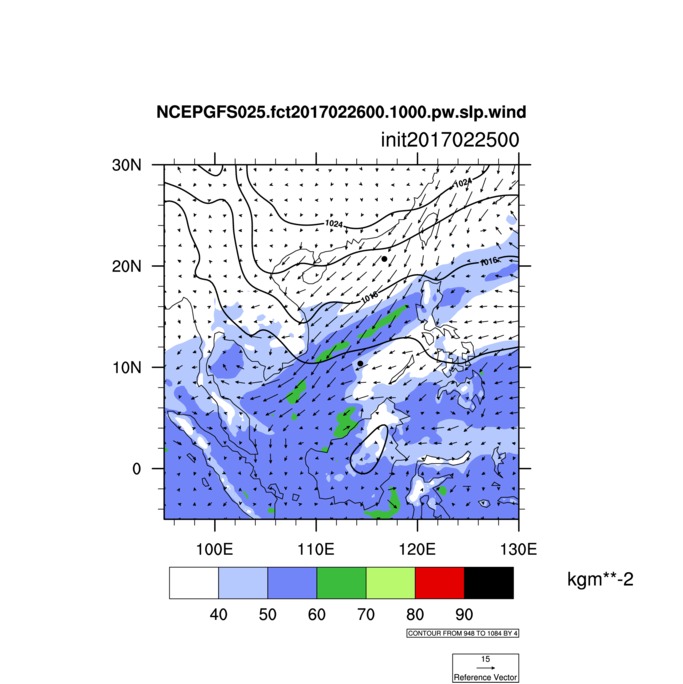 NCEPGFS025.fct2017022600.1000.pw.slp.wind
init2017022500
30N
1024
1024
20N
1016
1016
10N
0
100E
110E
120E
130E
kgm**-2
40
50
60
70
80
90
CONTOUR FROM 948 TO 1084 BY 4
15
Reference Vector